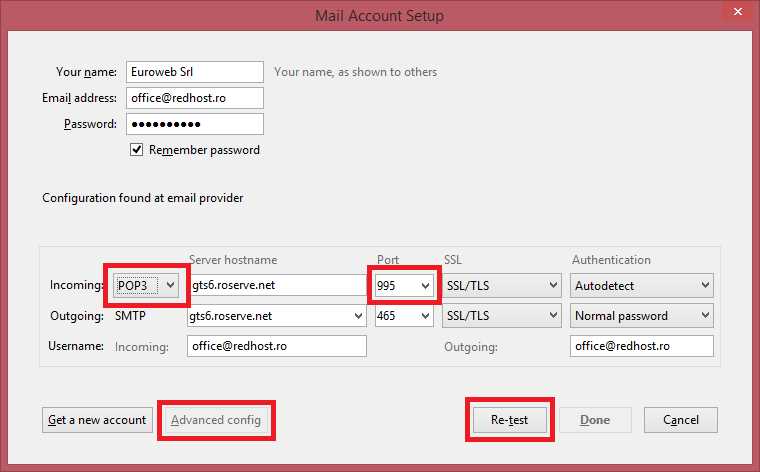 Mail Account Setup
Your name: Euroweb Srl Your name, as shown to others
Email address: office@redhost.ro
Password: ●●●●●●●●●●
Remember password
Configuration found at email provider
Server hostname Port SSL Authentication
Incoming: POP3 gts6.roserve.net 995 SSL/TLS Autodetect
Outgoing: SMTP gts6.roserve.net 465 SSL/TLS Normal password
Username: Incoming: office@redhost.ro Outgoing: office@redhost.ro
Get a new account Advanced config Re-test Done Cancel